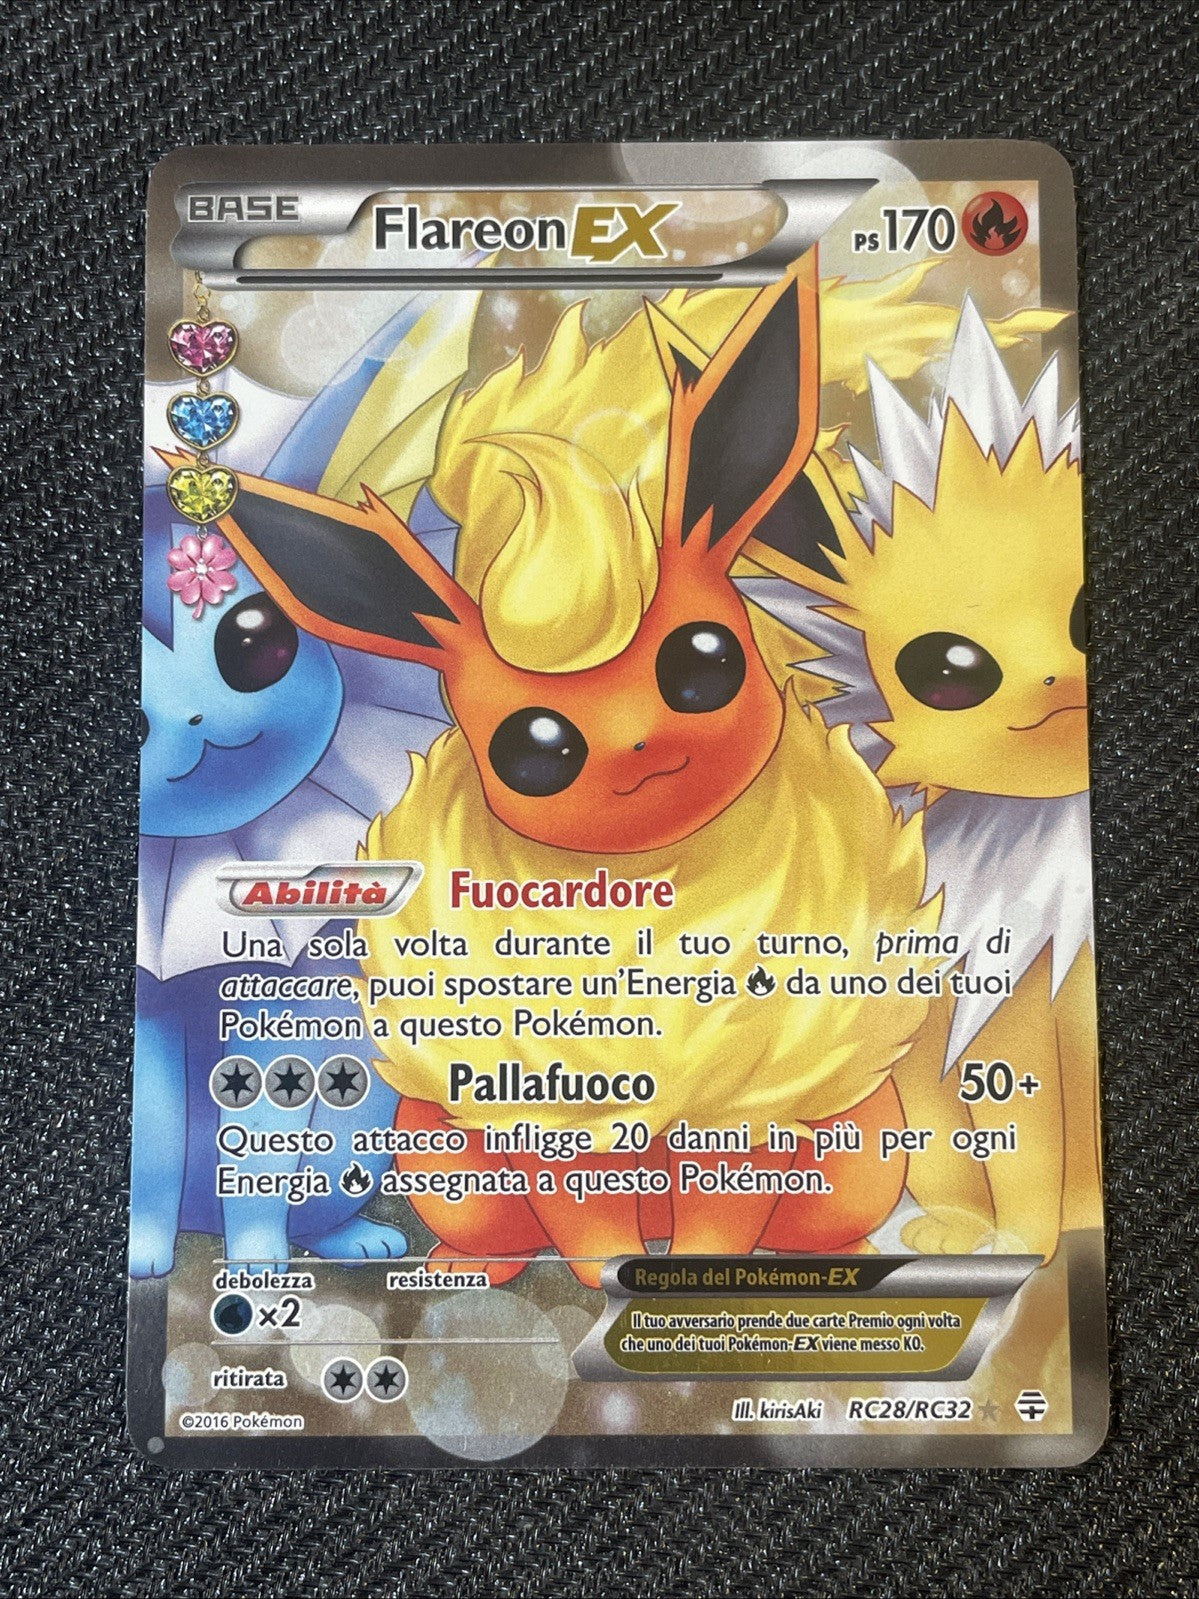 BASE
Flareon EX
PS 170
Abilità Fuocardore
Una sola volta durante il tuo turno, prima di
attaccare, puoi spostare un'Energia da uno dei tuoi
Pokémon a questo Pokémon.
Pallafuoco 50+
Questo attacco infligge 20 danni in più per ogni
Energia assegnata a questo Pokémon.
debolezza resistenza
×2
Regola del Pokémon-EX
Il tuo avversario prende due carte Premio ogni volta
che uno dei tuoi Pokémon-EX viene messo KO.
ritirata
©2016 Pokémon
Ill. kirisAki RC28/RC32